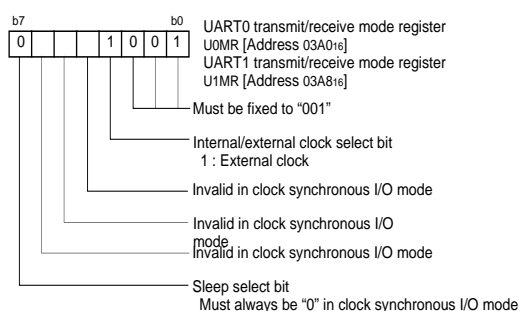 b7 b0
0 1 0 0 1
UART0 transmit/receive mode register
U0MR [Address 03A016]
UART1 transmit/receive mode register
U1MR [Address 03A816]
Must be fixed to “001”
Internal/external clock select bit
1 : External clock
Invalid in clock synchronous I/O mode
Invalid in clock synchronous I/O
mode
Invalid in clock synchronous I/O mode
Sleep select bit
Must always be “0” in clock synchronous I/O mode